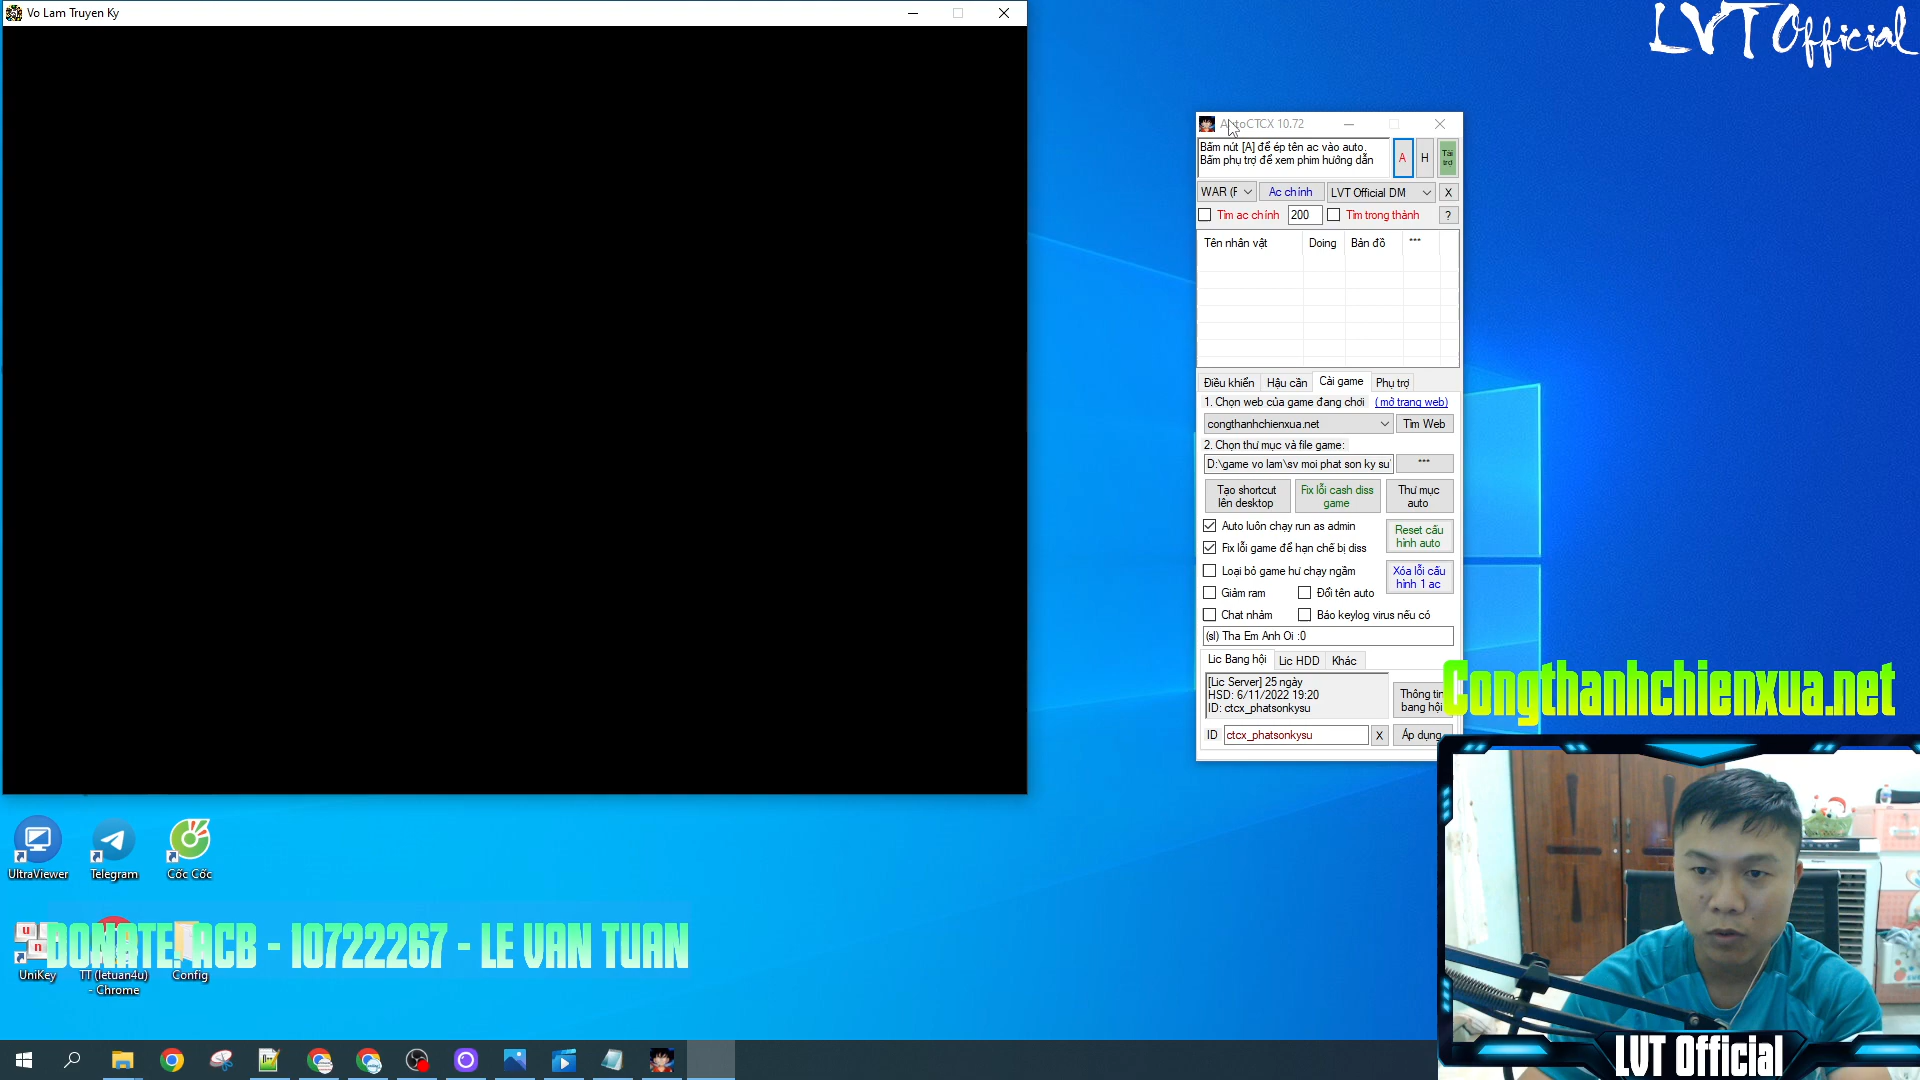 Vo Lam Truyen Ky
LVT Official
AutoCTCX 10.72
Bấm nút [A] để ép tên ac vào auto.
Bấm phụ trợ để xem phim hướng dẫn
A
H
Tài trợ
WAR (F
Ac chính
LVT Official DM
X
Tìm ac chính
200
Tìm trong thành
?
Tên nhân vật
Doing
Bản đồ
***
Điều khiển
Hậu cần
Cài game
Phụ trợ
1. Chọn web của game đang chơi
(mở trang web)
congthanhchienxua.net
Tìm Web
2. Chọn thư mục và file game:
D:\game vo lam\sv moi phat son ky su\
***
Tạo shortcut
lên desktop
Fix lỗi cash diss
game
Thư mục
auto
Auto luôn chạy run as admin
Reset cấu
hình auto
Fix lỗi game để hạn chế bị diss
Loại bỏ game hư chạy ngầm
Xóa lỗi cấu
hình 1 ac
Giảm ram
Đổi tên auto
Chat nhảm
Báo keylog virus nếu có
(sl) Tha Em Anh Oi :0
Lic Bang hội
Lic HDD
Khác
[Lic Server] 25 ngày
HSD: 6/11/2022 19:20
ID: ctcx_phatsonkysu
Thông tin
bang hội
ID
ctcx_phatsonkysu
X
Áp dụng
Congthanhchienxua.net
UltraViewer
Telegram
Cốc Cốc
DONATE: ACB - 10722267 - LE VAN TUAN
UniKey
TT (letuan4u)
- Chrome
Config
LVT Official